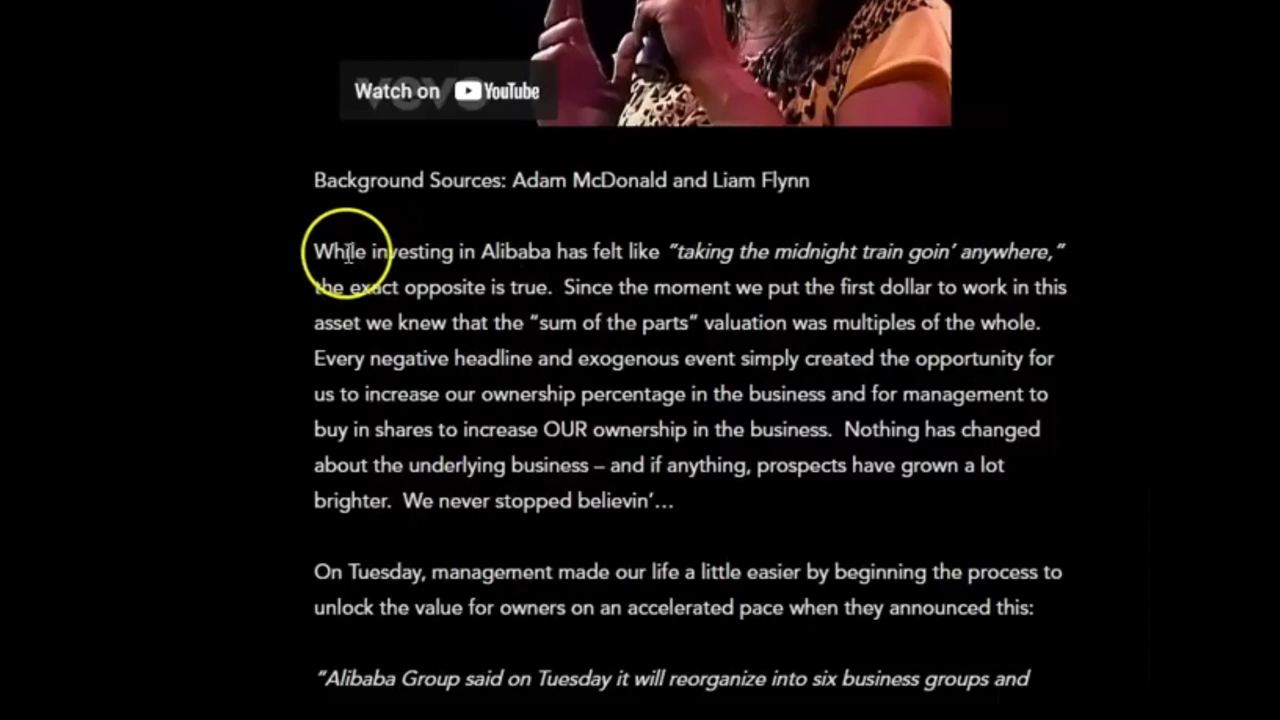 vevo
Watch on YouTube
Background Sources: Adam McDonald and Liam Flynn
While investing in Alibaba has felt like “taking the midnight train goin’ anywhere,”
the exact opposite is true.  Since the moment we put the first dollar to work in this
asset we knew that the “sum of the parts” valuation was multiples of the whole.
Every negative headline and exogenous event simply created the opportunity for
us to increase our ownership percentage in the business and for management to
buy in shares to increase OUR ownership in the business.  Nothing has changed
about the underlying business – and if anything, prospects have grown a lot
brighter.  We never stopped believin’…
On Tuesday, management made our life a little easier by beginning the process to
unlock the value for owners on an accelerated pace when they announced this:
“Alibaba Group said on Tuesday it will reorganize into six business groups and